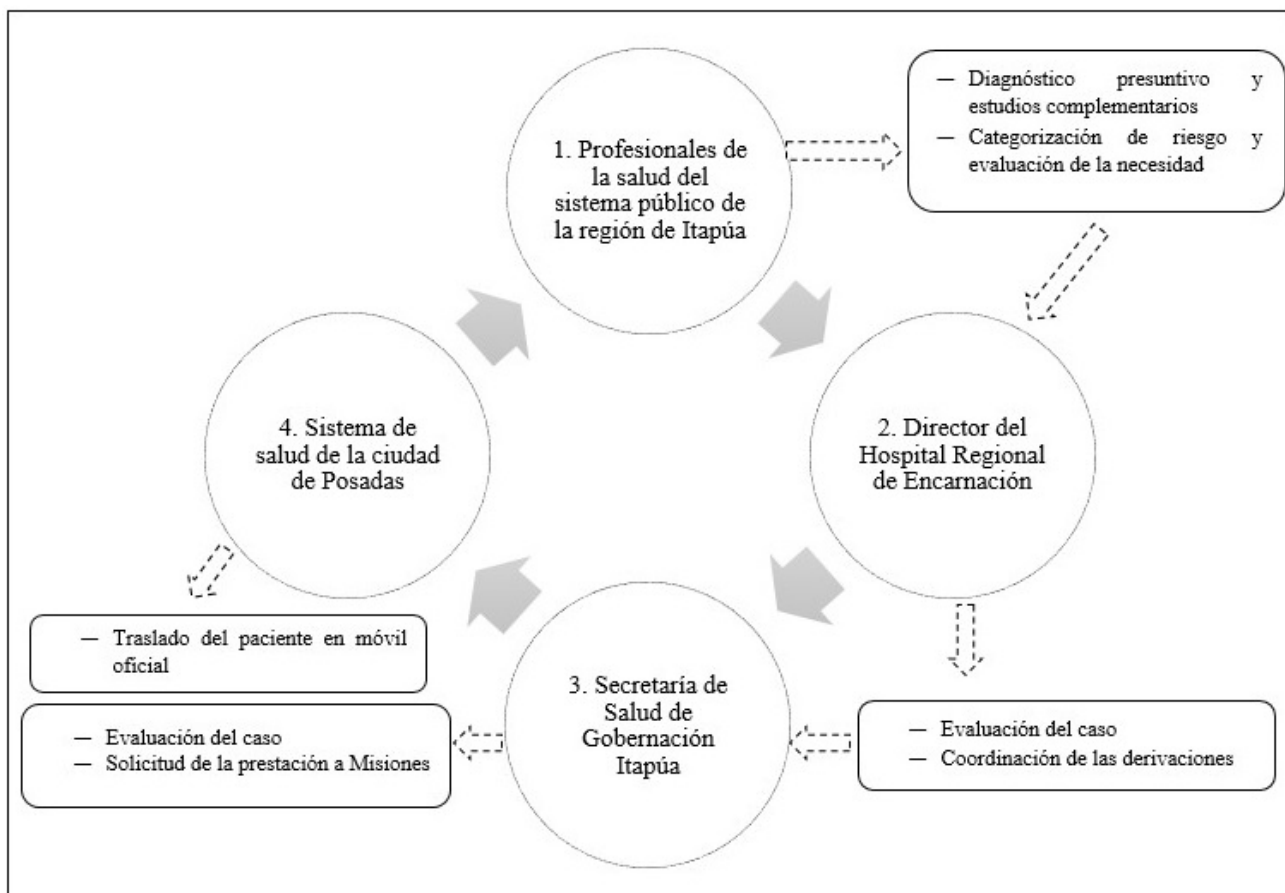 1. Profesionales de
la salud del
sistema público de
la región de Itapúa
— Diagnóstico presuntivo y
estudios complementarios
— Categorización de riesgo y
evaluación de la necesidad
2. Director del
Hospital Regional
de Encarnación
— Evaluación del caso
— Coordinación de las derivaciones
3. Secretaría de
Salud de
Gobernación
Itapúa
— Evaluación del caso
— Solicitud de la prestación a Misiones
4. Sistema de
salud de la ciudad
de Posadas
— Traslado del paciente en móvil
oficial